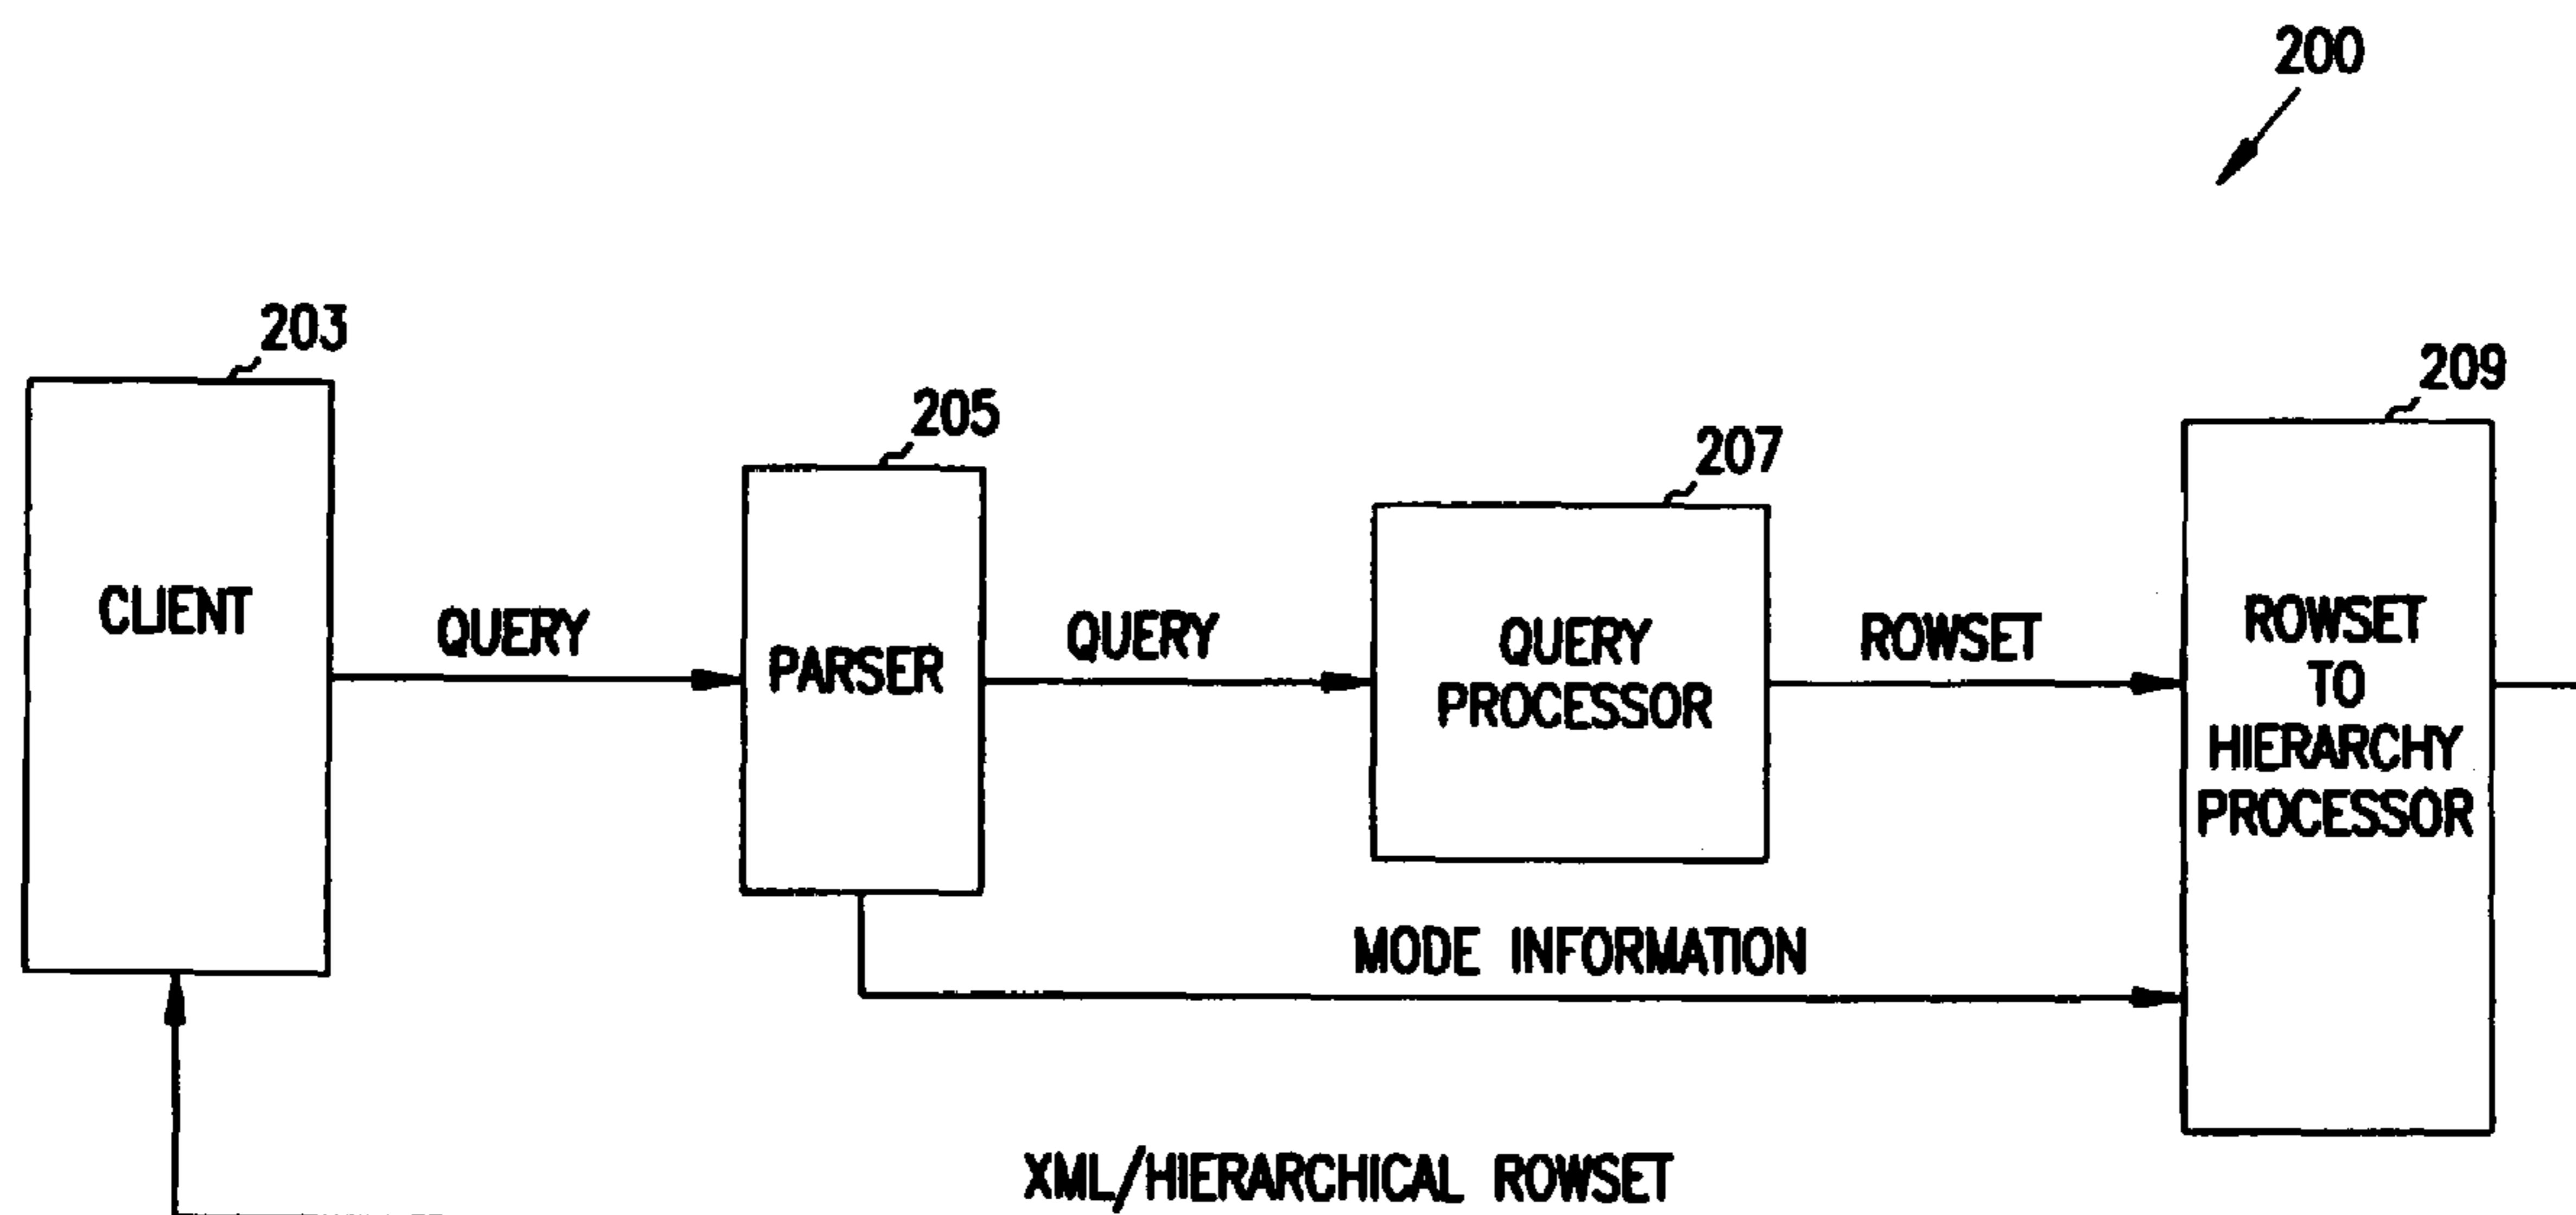 200
203
CLIENT
QUERY
205
PARSER
QUERY
207
QUERY
PROCESSOR
ROWSET
209
ROWSET
TO
HIERARCHY
PROCESSOR
MODE INFORMATION
XML/HIERARCHICAL ROWSET